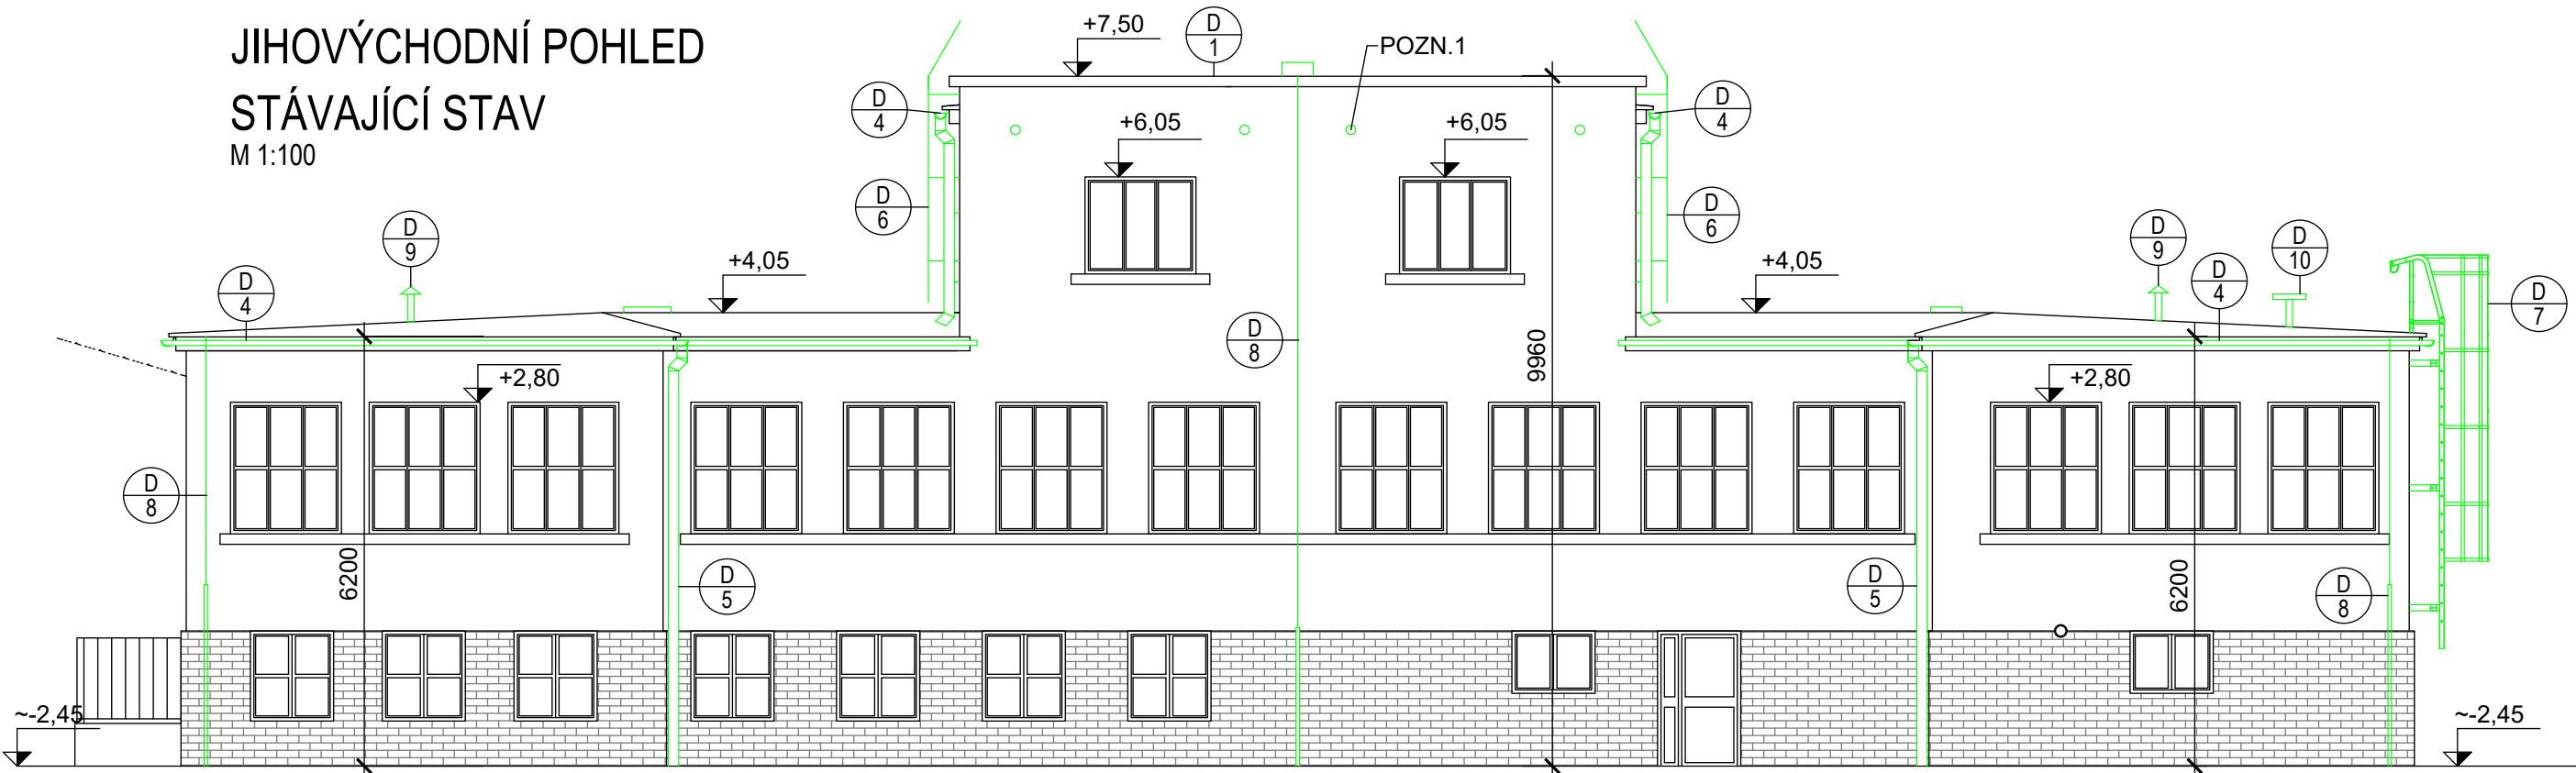 JIHOVÝCHODNÍ POHLED
STÁVAJÍCÍ STAV
M 1:100
+7,50
D
1
POZN.1
D
4
D
4
+6,05
+6,05
D
6
D
6
D
9
+4,05
+4,05
D
9
D
10
D
4
D
4
D
7
D
8
9960
+2,80
+2,80
D
8
6200
D
5
D
5
6200
D
8
~-2,45
~-2,45